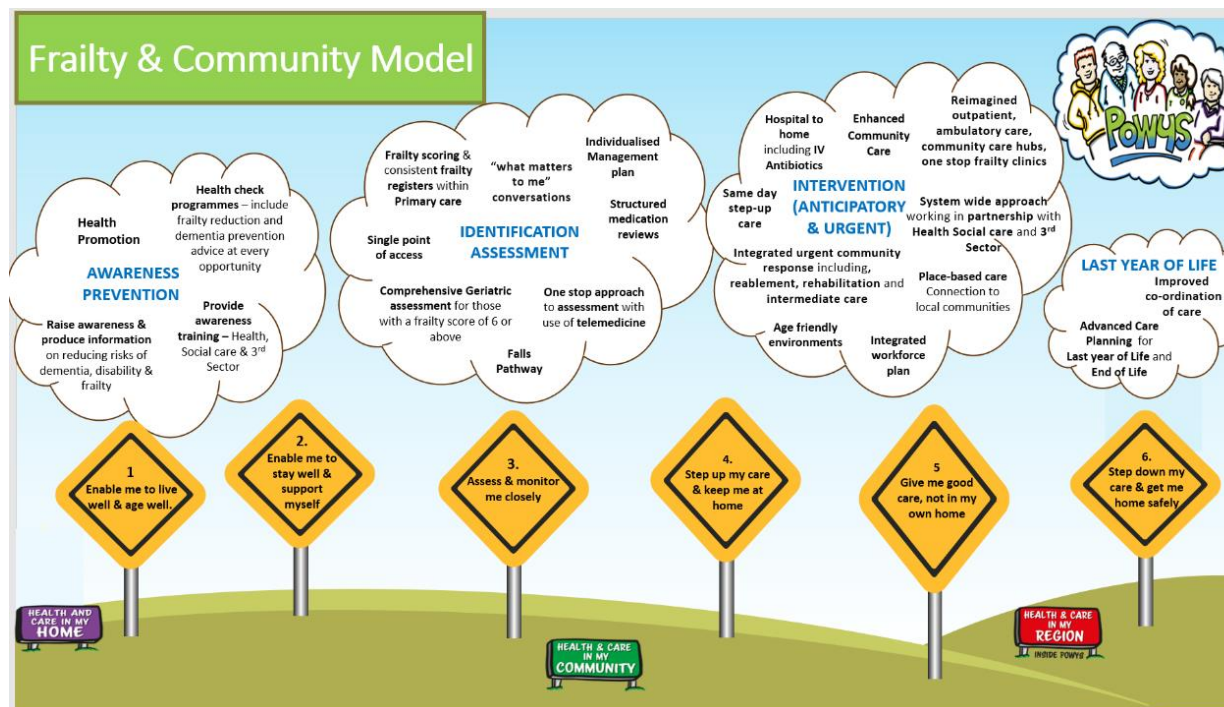 Frailty & Community Model
POWYS
Health
Promotion
Health check
programmes – include
frailty reduction and
dementia prevention
advice at every
opportunity
AWARENESS
PREVENTION
Raise awareness &
produce information
on reducing risks of
dementia, disability &
frailty
Provide
awareness
training – Health,
Social care & 3rd
Sector
Frailty scoring &
consistent frailty
registers within
Primary care
"what matters
to me"
conversations
Individualised
Management
plan
Single point
of access
IDENTIFICATION
ASSESSMENT
Structured
medication
reviews
Comprehensive Geriatric
assessment for those
with a frailty score of 6 or
above
One stop approach
to assessment with
use of telemedicine
Falls
Pathway
Hospital to
home
including IV
Antibiotics
Enhanced
Community
Care
Reimagined
outpatient,
ambulatory care,
community care hubs,
one stop frailty clinics
Same day
step-up
care
INTERVENTION
(ANTICIPATORY
& URGENT)
System wide approach
working in partnership with
Health Social care and 3rd
Sector
Integrated urgent community
response including,
reablement, rehabilitation and
intermediate care
Place-based care
Connection to
local communities
Age friendly
environments
Integrated
workforce
plan
LAST YEAR OF LIFE
Improved
co-ordination
of care
Advanced Care
Planning for
Last year of Life and
End of Life
1
Enable me to live
well & age well.
2.
Enable me to
stay well &
support
myself
3.
Assess & monitor
me closely
4.
Step up my care
& keep me at
home
5
Give me good
care, not in my
own home
6.
Step down my
care & get me
home safely
HEALTH AND
CARE IN MY
HOME
HEALTH & CARE
IN MY
COMMUNITY
HEALTH & CARE
IN MY
REGION
INSIDE POWYS